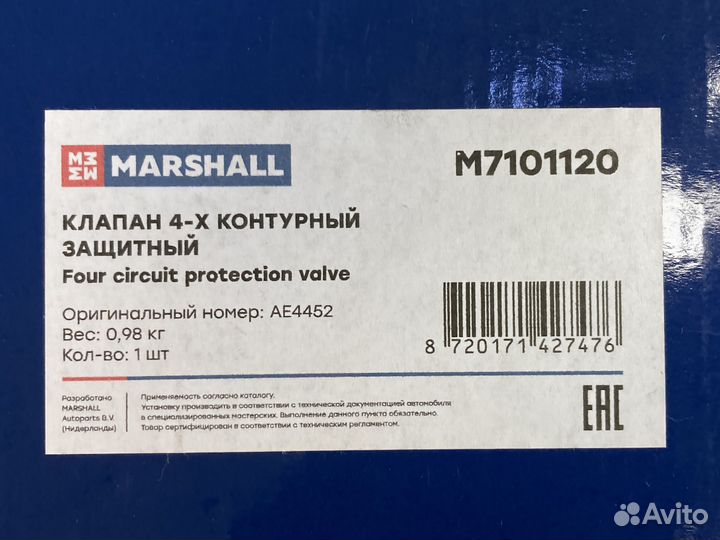 MARSHALL
M7101120
КЛАПАН 4-Х КОНТУРНЫЙ
ЗАЩИТНЫЙ
Four circuit protection valve
Оригинальный номер: AE4452
Вес: 0,98 кг
Кол-во: 1 шт
8 720171 427476
Разработано
MARSHALL
Autoparts B.V.
(Нидерланды)
Применяемость согласно каталогу.
Установку производить в соответствии с технической документацией автомобиля
в специализированных мастерских. Выполнение данного пункта обязательно.
Товар сертифицирован в соответствии с техническим регламентом.
EAC
Avito